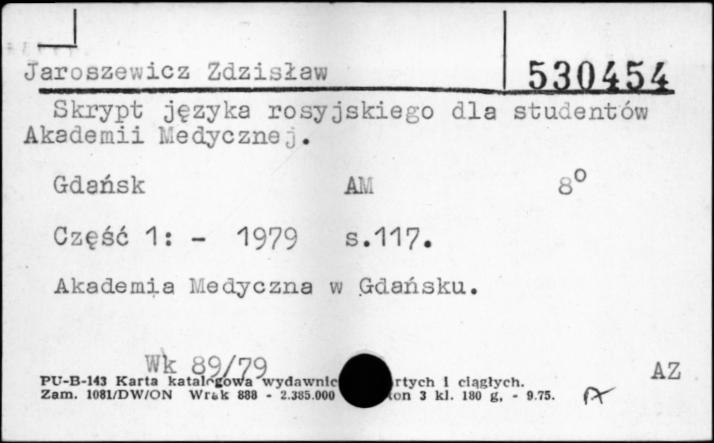 Jaroszewicz Zdzisław 530454
Skrypt języka rosyjskiego dla studentów
Akademii Medycznej.
Gdańsk AM 8°
Część 1: - 1979 s.117.
Akademia Medyczna w Gdańsku.
Wk 89/79 AZ
PU-B-143 Karta katalogowa wydawnic rtych i ciągłych.
Zam. 1081/DW/ON Wrsk 888 - 2.385.000 ton 3 kl. 180 g, - 9.75.